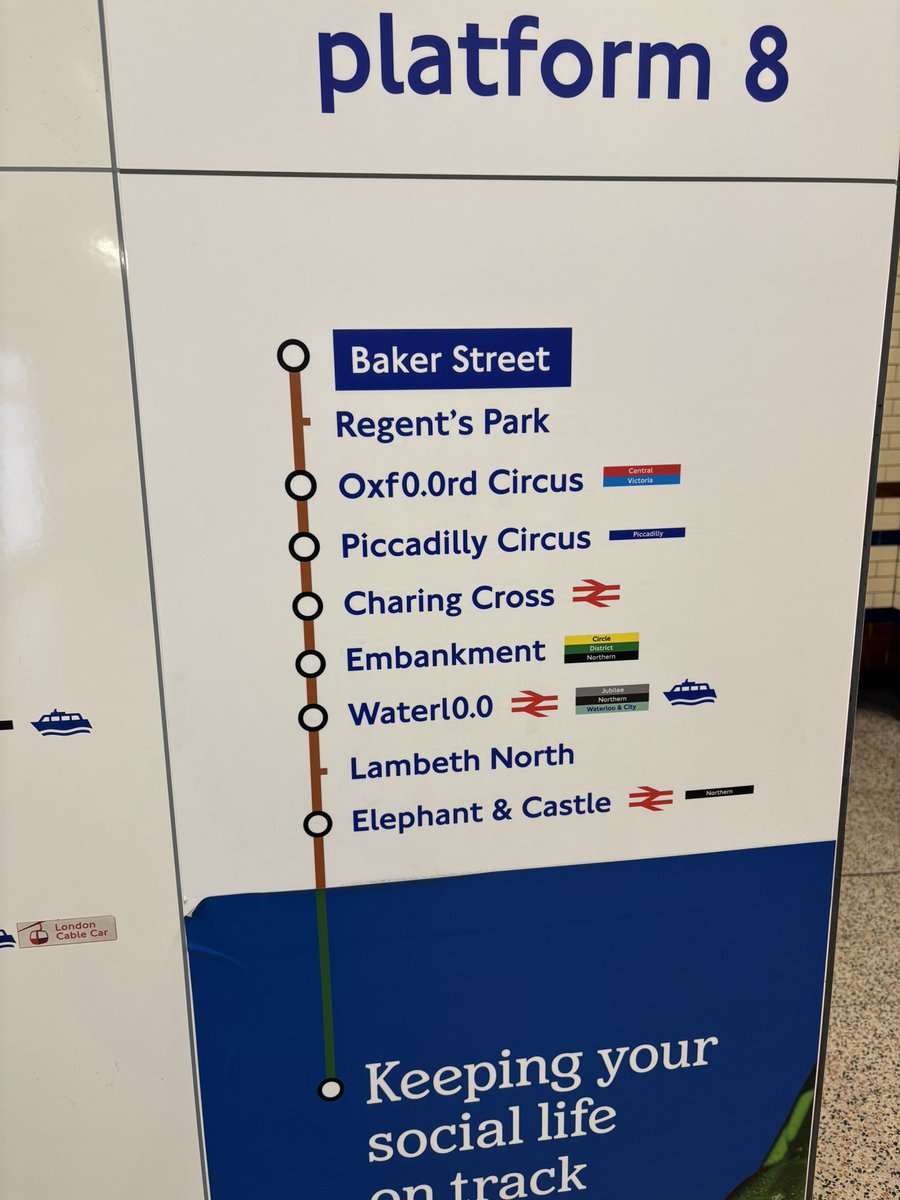 platform 8
Baker Street
Regent's Park
Oxf0.0rd Circus
Central
Victoria
Piccadilly Circus
Piccadilly
Charing Cross
Embankment
Circle
District
Northern
Waterl0.0
Jubilee
Northern
Waterloo & City
Lambeth North
Elephant & Castle
Northern
London
Cable Car
Keeping your
social life
on track